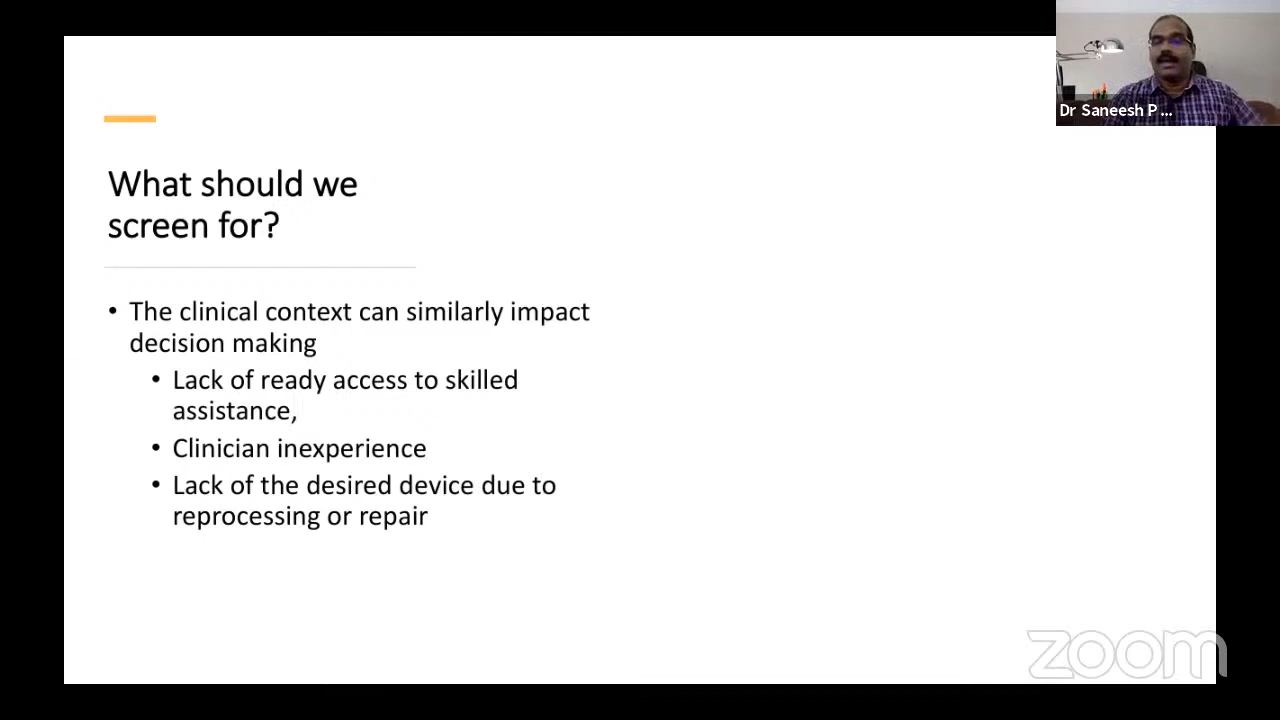 Dr Saneesh P ...
What should we
screen for?
• The clinical context can similarly impact
decision making
• Lack of ready access to skilled
assistance,
• Clinician inexperience
• Lack of the desired device due to
reprocessing or repair
zoom